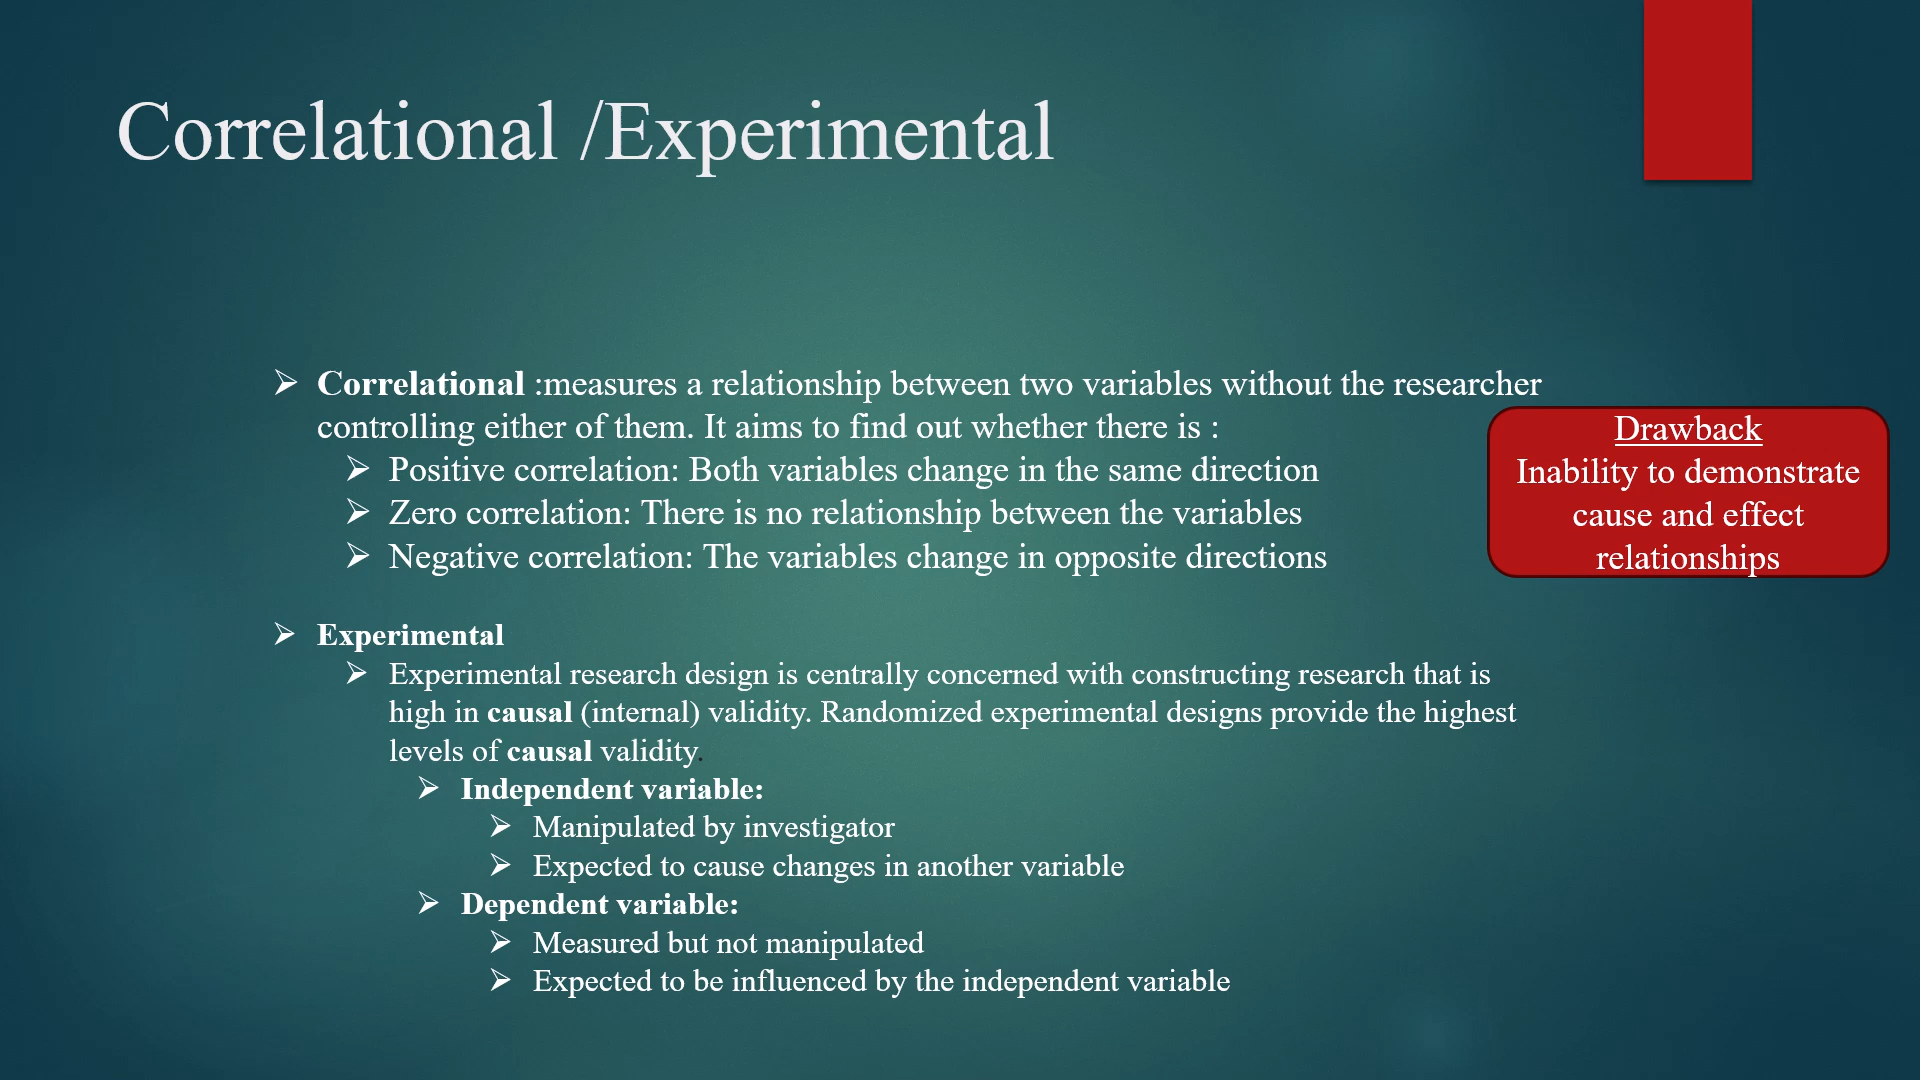 Correlational /Experimental
➢ Correlational :measures a relationship between two variables without the researcher
controlling either of them. It aims to find out whether there is :
➢ Positive correlation: Both variables change in the same direction
➢ Zero correlation: There is no relationship between the variables
➢ Negative correlation: The variables change in opposite directions
Drawback
Inability to demonstrate
cause and effect
relationships
➢ Experimental
➢ Experimental research design is centrally concerned with constructing research that is
high in causal (internal) validity. Randomized experimental designs provide the highest
levels of causal validity.
➢ Independent variable:
➢ Manipulated by investigator
➢ Expected to cause changes in another variable
➢ Dependent variable:
➢ Measured but not manipulated
➢ Expected to be influenced by the independent variable